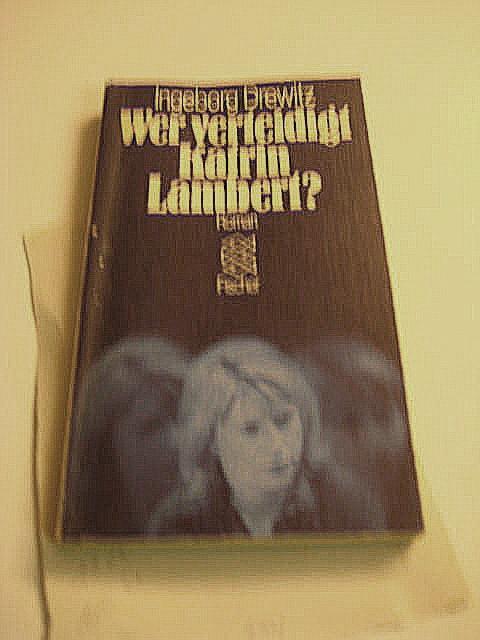 Ingeborg Drewitz
Wer verteidigt
Katrin
Lambert?
Roman
Fischer